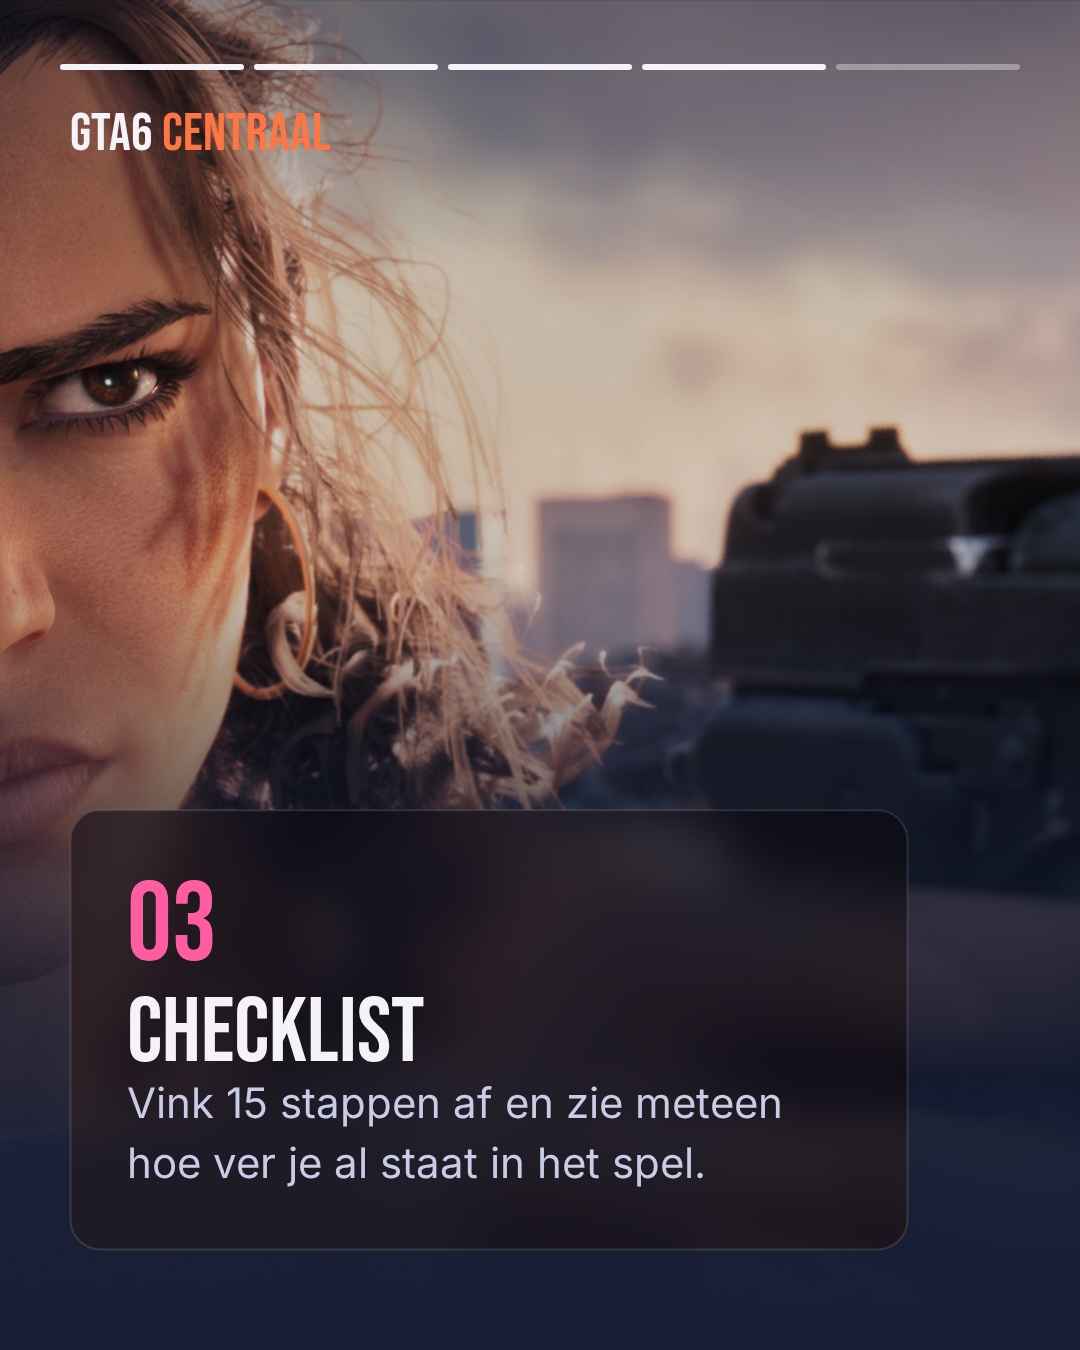 GTA6 CENTRAAL
03
CHECKLIST
Vink 15 stappen af en zie meteen
hoe ver je al staat in het spel.